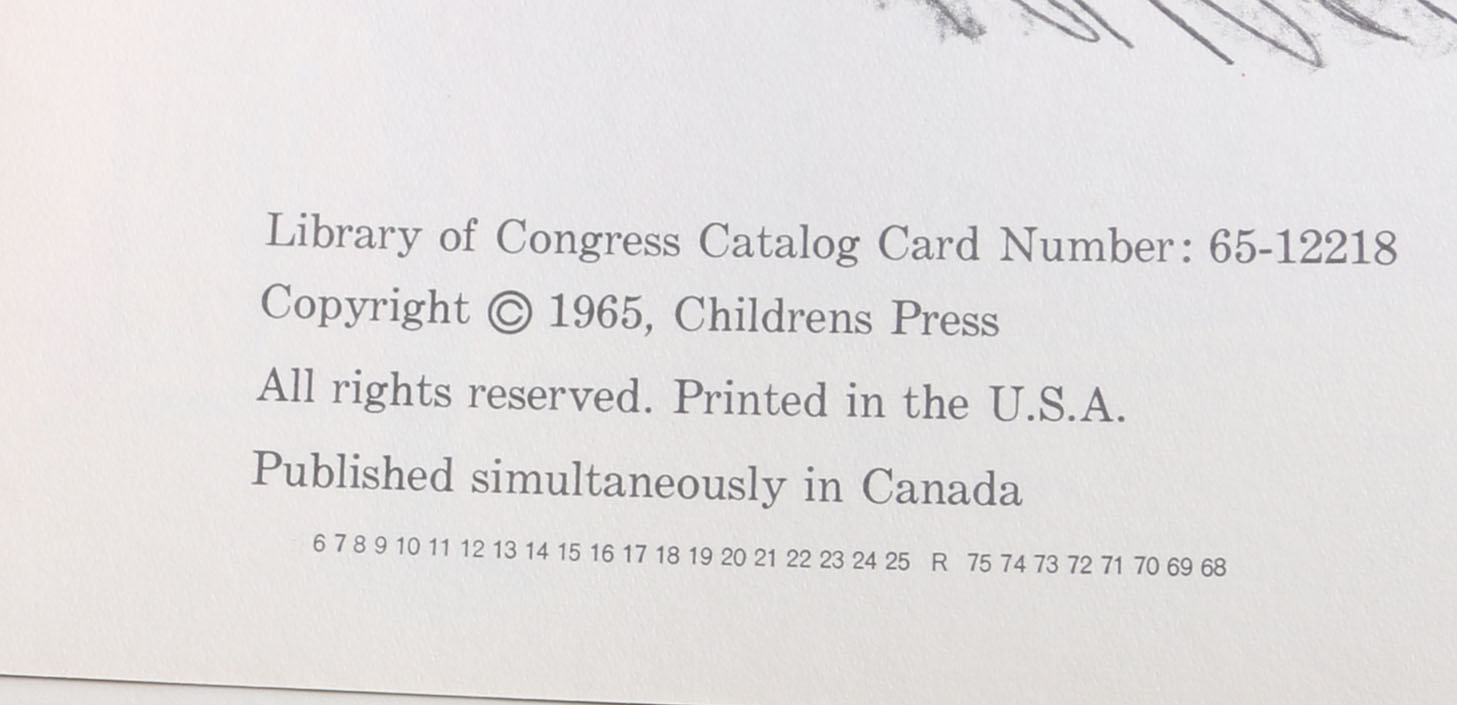 Library of Congress Catalog Card Number: 65-12218
Copyright © 1965, Childrens Press
All rights reserved. Printed in the U.S.A.
Published simultaneously in Canada
6 7 8 9 10 11 12 13 14 15 16 17 18 19 20 21 22 23 24 25 R 75 74 73 72 71 70 69 68